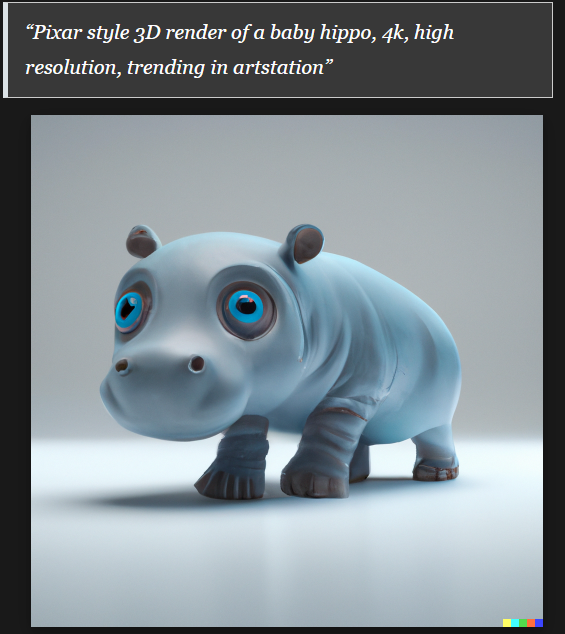 “Pixar style 3D render of a baby hippo, 4k, high
resolution, trending in artstation”